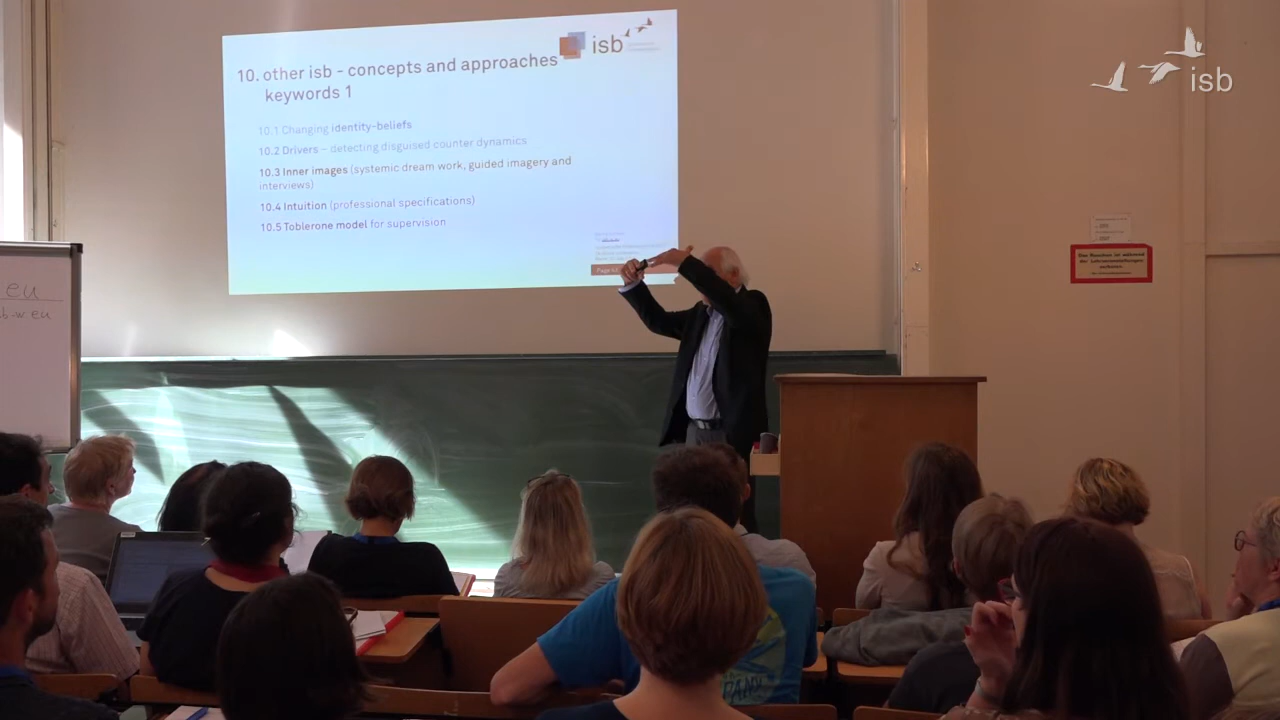 10. other isb - concepts and approaches
keywords 1
isb
10.1 Changing identity-beliefs
10.2 Drivers – detecting disguised counter dynamics
10.3 Inner images (systemic dream work, guided imagery and
interviews)
10.4 Intuition (professional specifications)
10.5 Toblerone model for supervision
Page
isb
eu
b-w.eu